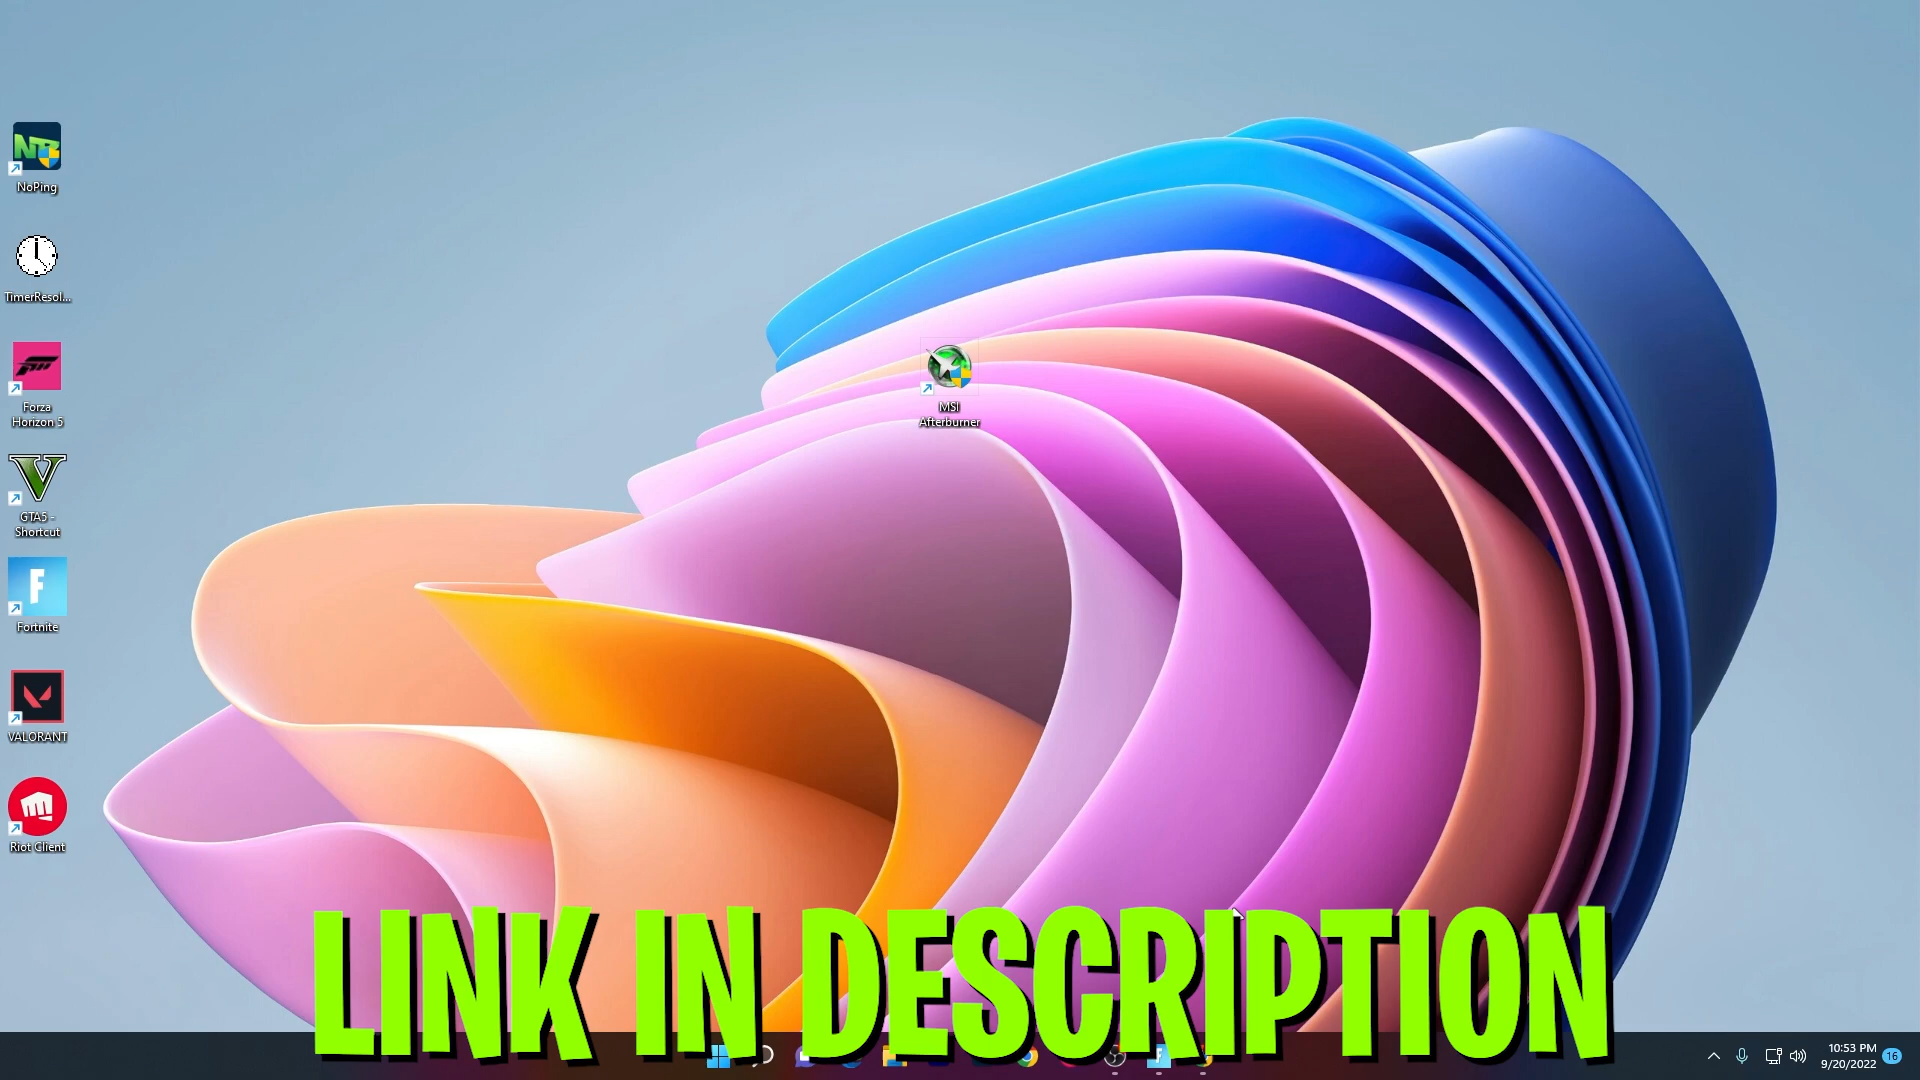 NoPing
TimerResol...
Forza
Horizon 5
GTA5 -
Shortcut
F
Fortnite
VALORANT
Riot Client
MSI
Afterburner
LINK IN DESCRIPTION
10:53 PM
9/20/2022
16